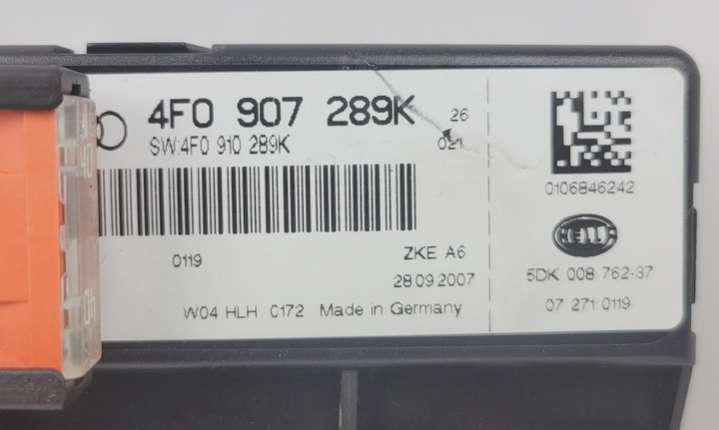 4F0 907 289K 26
SW:4F0 910 289K 021
0119
ZKE A6
28.09.2007
W04 HLH 0172 Made in Germany
0106846242
HELLA
5DK 008 762-37
07 271 0119